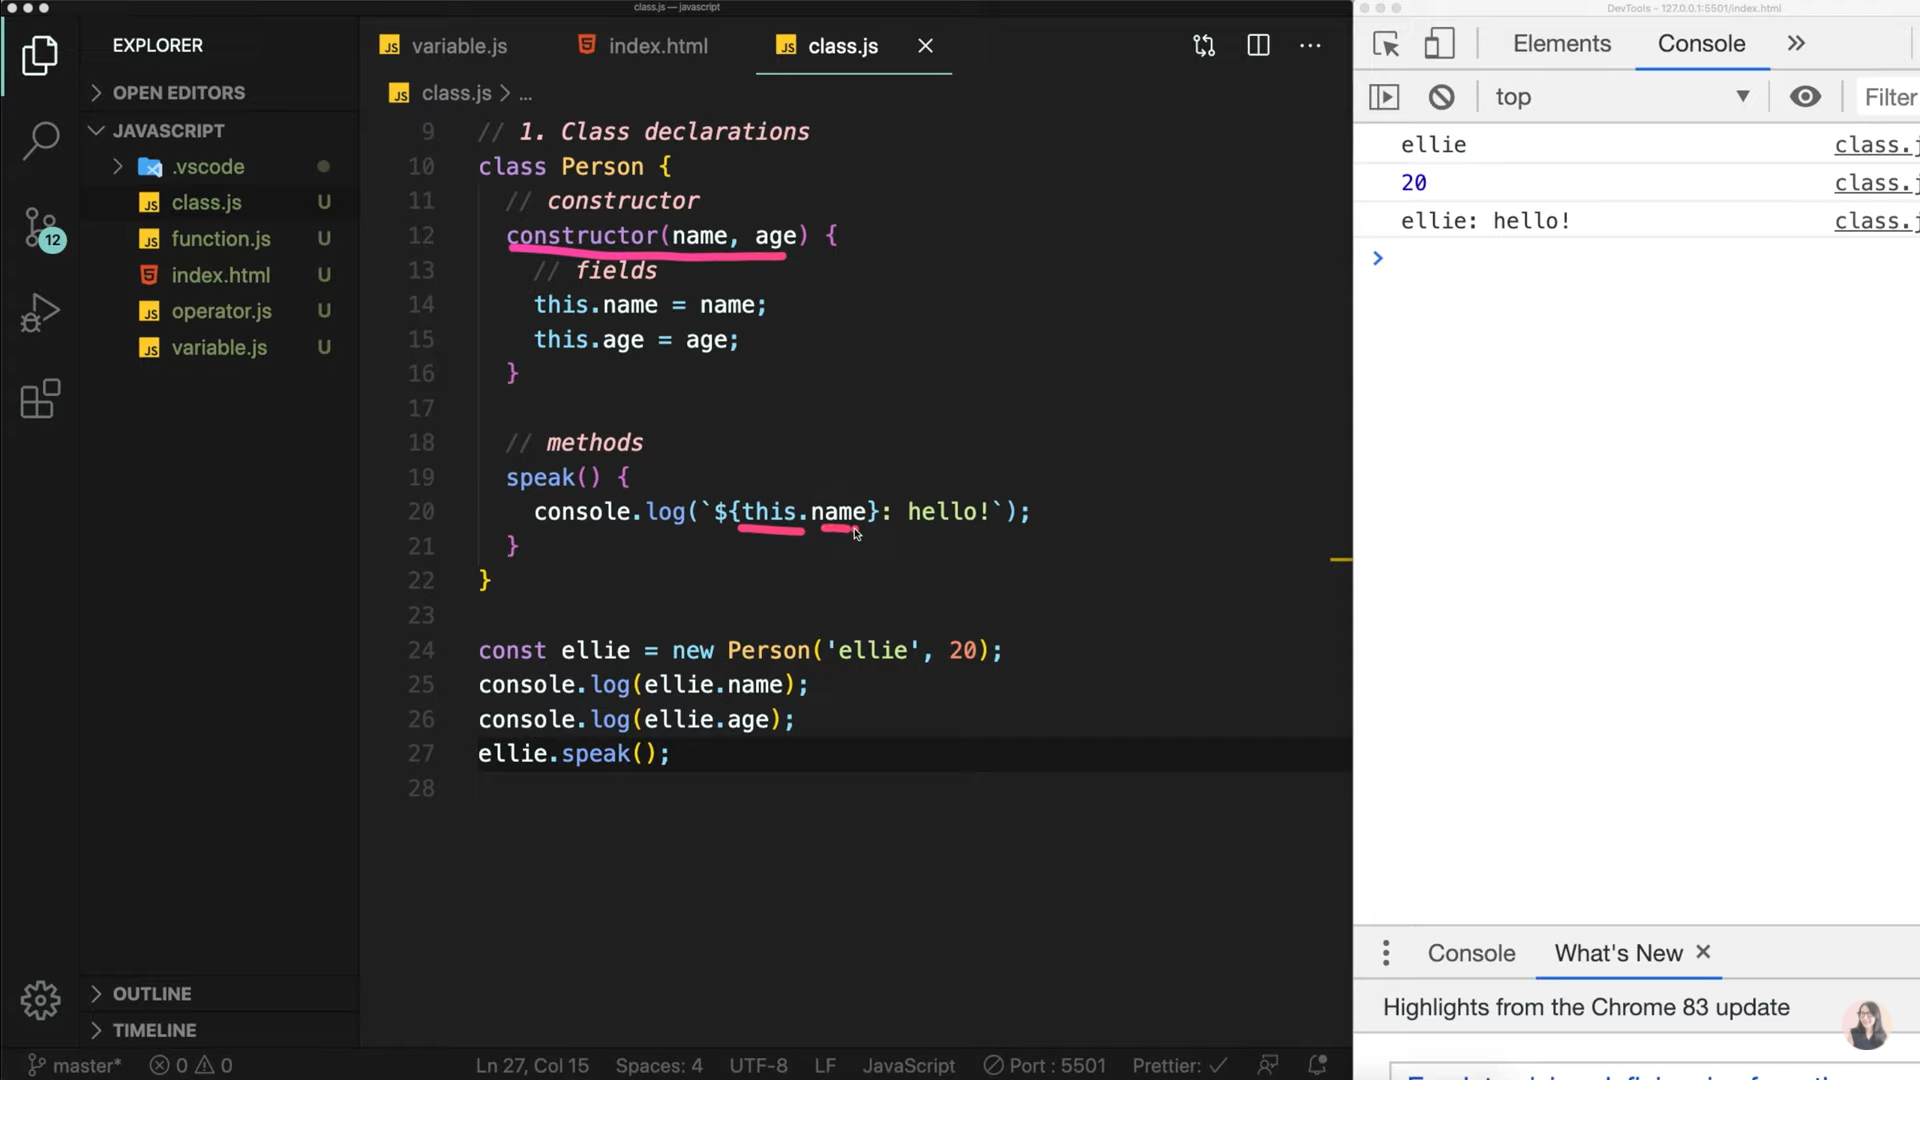 class.js — javascript
EXPLORER
OPEN EDITORS
JAVASCRIPT
.vscode
class.js U
function.js U
index.html U
operator.js U
variable.js U
12
OUTLINE
TIMELINE
variable.js index.html class.js
class.js > ...
9 // 1. Class declarations
10 class Person {
11 // constructor
12 constructor(name, age) {
13 // fields
14 this.name = name;
15 this.age = age;
16 }
17
18 // methods
19 speak() {
20 console.log(`${this.name}: hello!`);
21 }
22 }
23
24 const ellie = new Person('ellie', 20);
25 console.log(ellie.name);
26 console.log(ellie.age);
27 ellie.speak();
28
master* 0 0 Ln 27, Col 15 Spaces: 4 UTF-8 LF JavaScript Port : 5501 Prettier: ✓
DevTools - 127.0.0.1:5501/index.html
Elements Console »
top Filter
ellie class.j
20 class.j
ellie: hello! class.j
>
Console What's New
Highlights from the Chrome 83 update